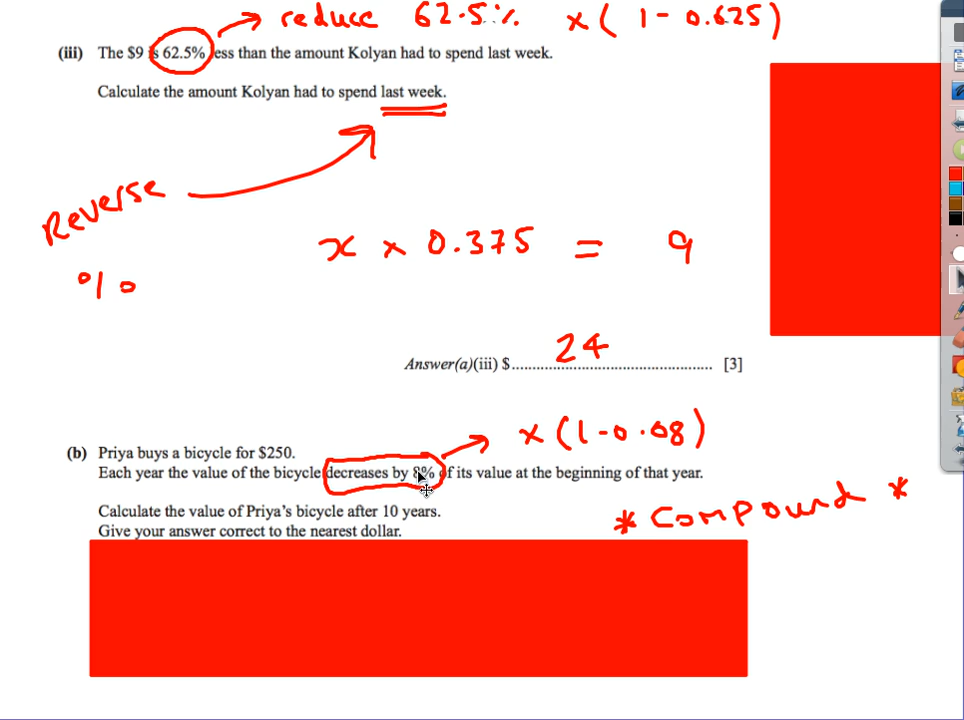 reduce 62.5% x(1-0.625)
(iii) The $9 is 62.5% less than the amount Kolyan had to spend last week.
Calculate the amount Kolyan had to spend last week.
Reverse
%
x × 0.375 = 9
24
Answer(a)(iii) $................................................ [3]
x (1-0.08)
(b) Priya buys a bicycle for $250.
Each year the value of the bicycle decreases by 8% of its value at the beginning of that year.
* Compound *
Calculate the value of Priya's bicycle after 10 years.
Give your answer correct to the nearest dollar.